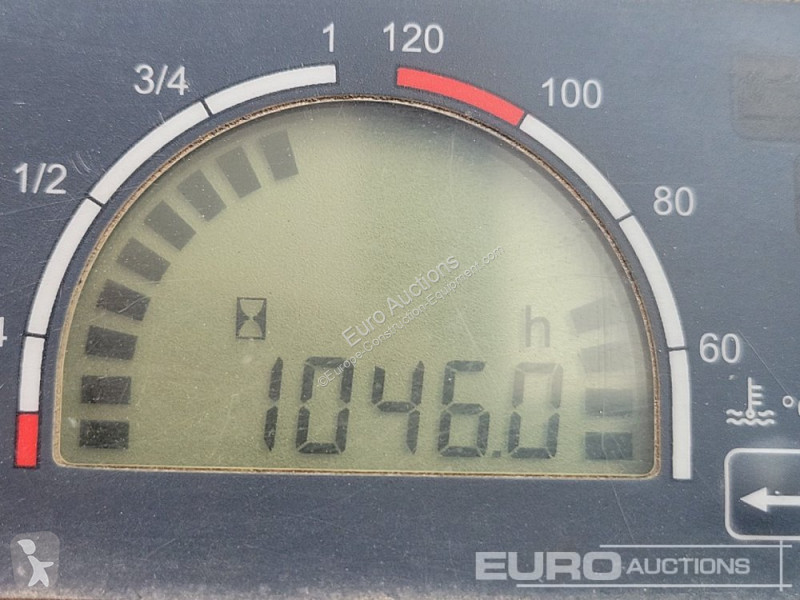 1 120
3/4 100
1/2 80
4 60
h
1046.0
°
Euro Auctions
©Europe-Construction-Equipment.com
EURO AUCTIONS